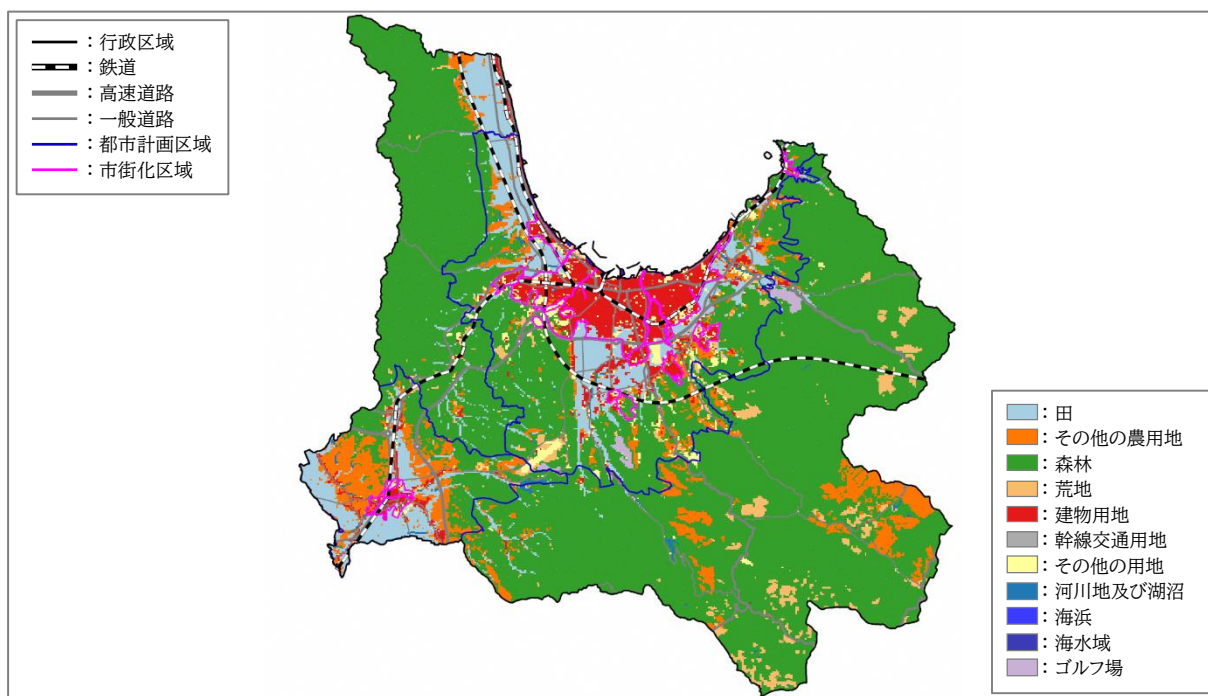 ：行政区域
：鉄道
：高速道路
：一般道路
：都市計画区域
：市街化区域
：田
：その他の農用地
：森林
：荒地
：建物用地
：幹線交通用地
：その他の用地
：河川地及び湖沼
：海浜
：海水域
：ゴルフ場